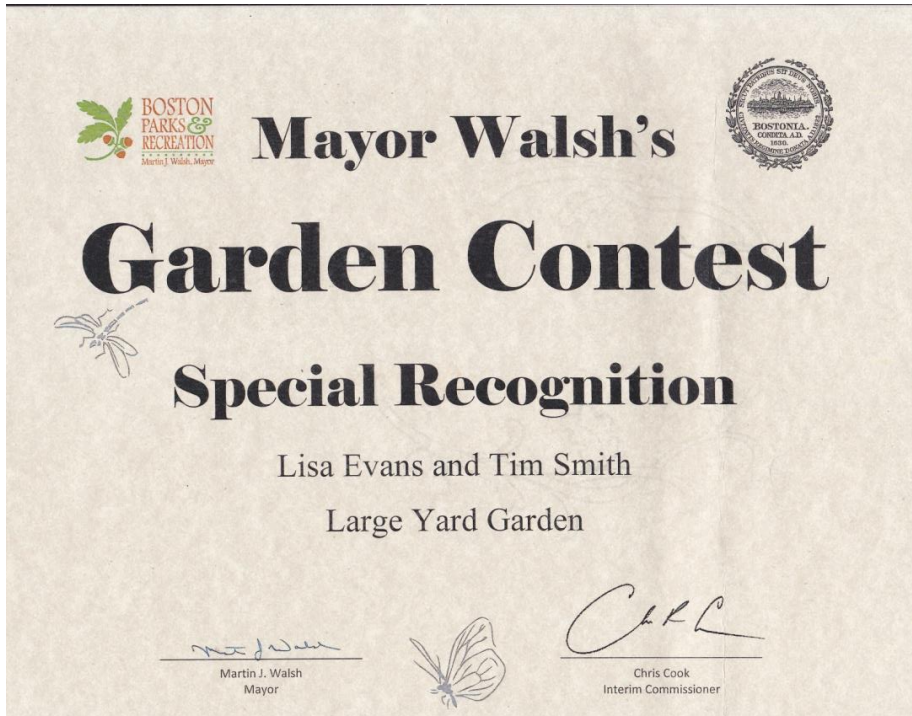 BOSTON
PARKS &
RECREATION
Martin J. Walsh, Mayor
BOSTONIA.
CONDITA A.D.
1630.
Mayor Walsh's
Garden Contest
Special Recognition
Lisa Evans and Tim Smith
Large Yard Garden
Martin J. Walsh
Mayor
Chris Cook
Interim Commissioner